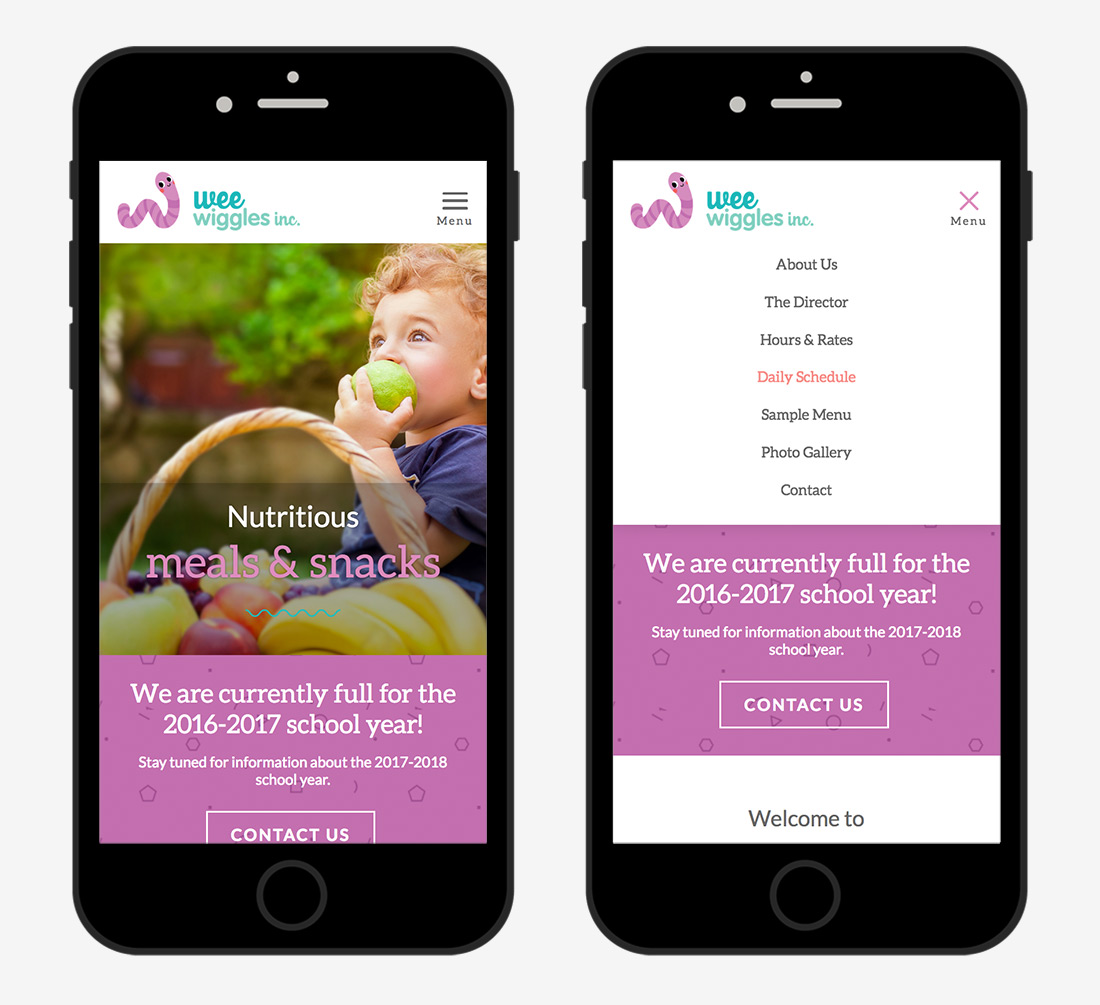 wee
wiggles inc.
Menu
Nutritious
meals & snacks
We are currently full for the
2016-2017 school year!
Stay tuned for information about the 2017-2018
school year.
CONTACT US
wee
wiggles inc.
Menu
About Us
The Director
Hours & Rates
Daily Schedule
Sample Menu
Photo Gallery
Contact
We are currently full for the
2016-2017 school year!
Stay tuned for information about the 2017-2018
school year.
CONTACT US
Welcome to